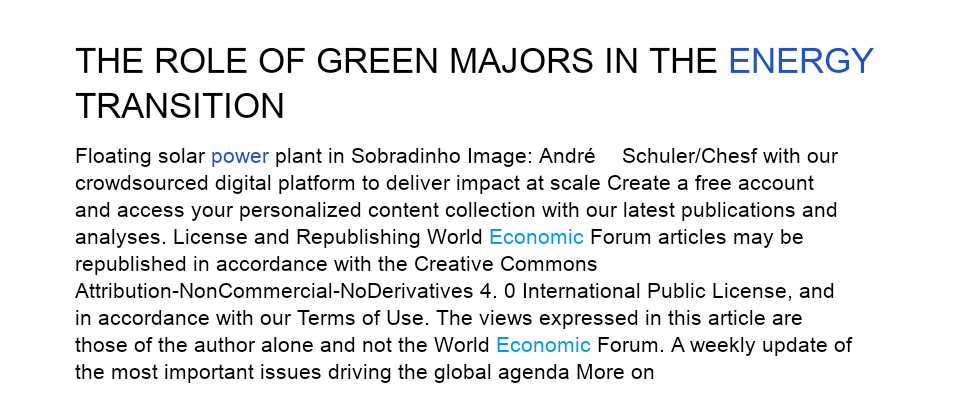 THE ROLE OF GREEN MAJORS IN THE ENERGY
TRANSITION
Floating solar power plant in Sobradinho Image: André Schuler/Chesf with our
crowdsourced digital platform to deliver impact at scale Create a free account
and access your personalized content collection with our latest publications and
analyses. License and Republishing World Economic Forum articles may be
republished in accordance with the Creative Commons
Attribution-NonCommercial-NoDerivatives 4. 0 International Public License, and
in accordance with our Terms of Use. The views expressed in this article are
those of the author alone and not the World Economic Forum. A weekly update of
the most important issues driving the global agenda More on